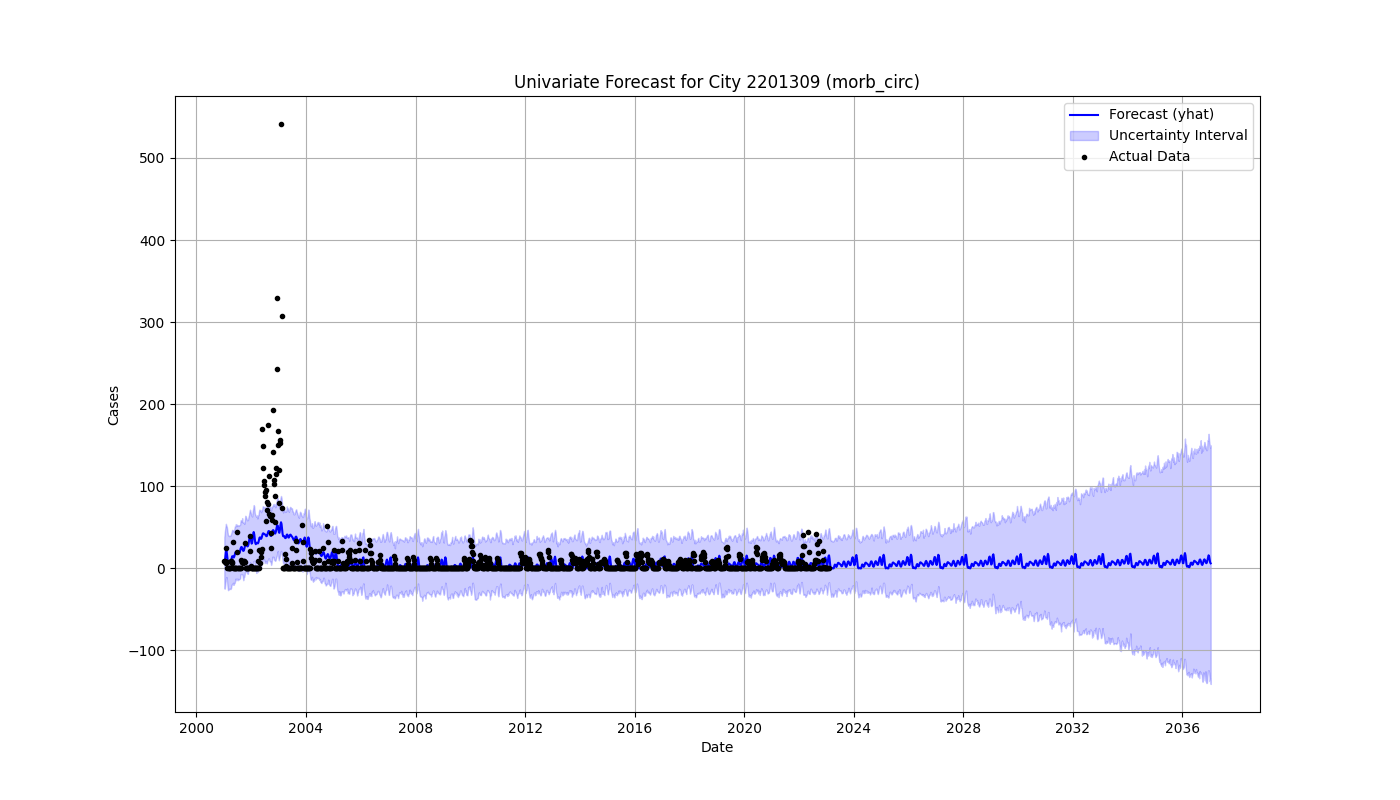 Univariate Forecast for City 2201309 (morb_circ)
Forecast (yhat)
Uncertainty Interval
Actual Data
500
400
300
200
100
0
−100
Cases
2000 2004 2008 2012 2016 2020 2024 2028 2032 2036
Date